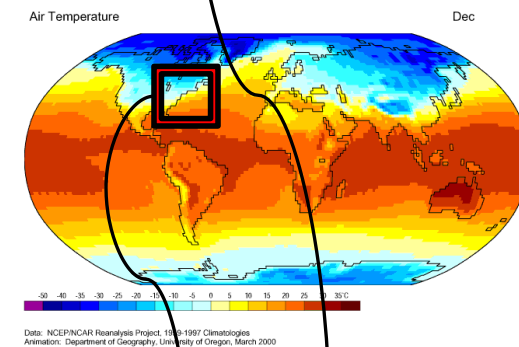 Air Temperature Dec
-50 -40 -35 -30 -25 -20 -15 -10 -5 0 5 10 15 20 25 30 35°C
Data: NCEP/NCAR Reanalysis Project, 1959-1997 Climatologies
Animation: Department of Geography, University of Oregon, March 2000